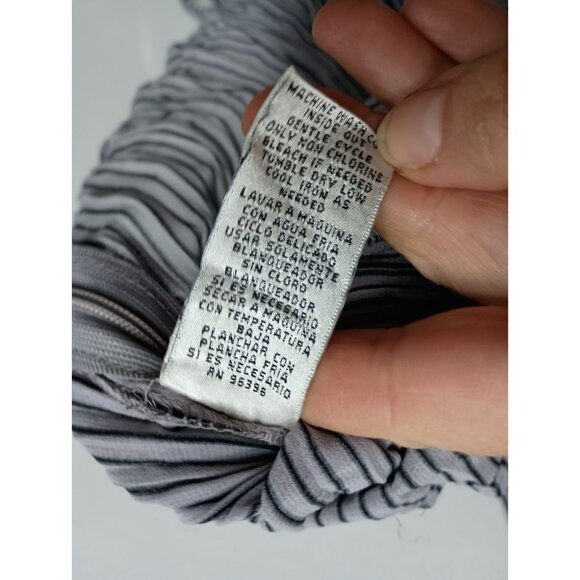 MACHINE WASH CO
INSIDE OUT
GENTLE CYCLE
ONLY NON CHLORINE
BLEACH IF NEEDED
TUMBLE DRY LOW
COOL IRON AS
NEEDED
LAVAR A MAQUINA
CON AGUA FRIA
CICLO DELICADO
USAR SOLAMENTE
BLANQUEADOR
SIN CLORO
BLANQUEADOR
SI ES NECESARIO
SECAR A MAQUINA
CON TEMPERATURA
BAJA
PLANCHAR CON
PLANCHA FRIA
SI ES NECESARIO
RN 96396